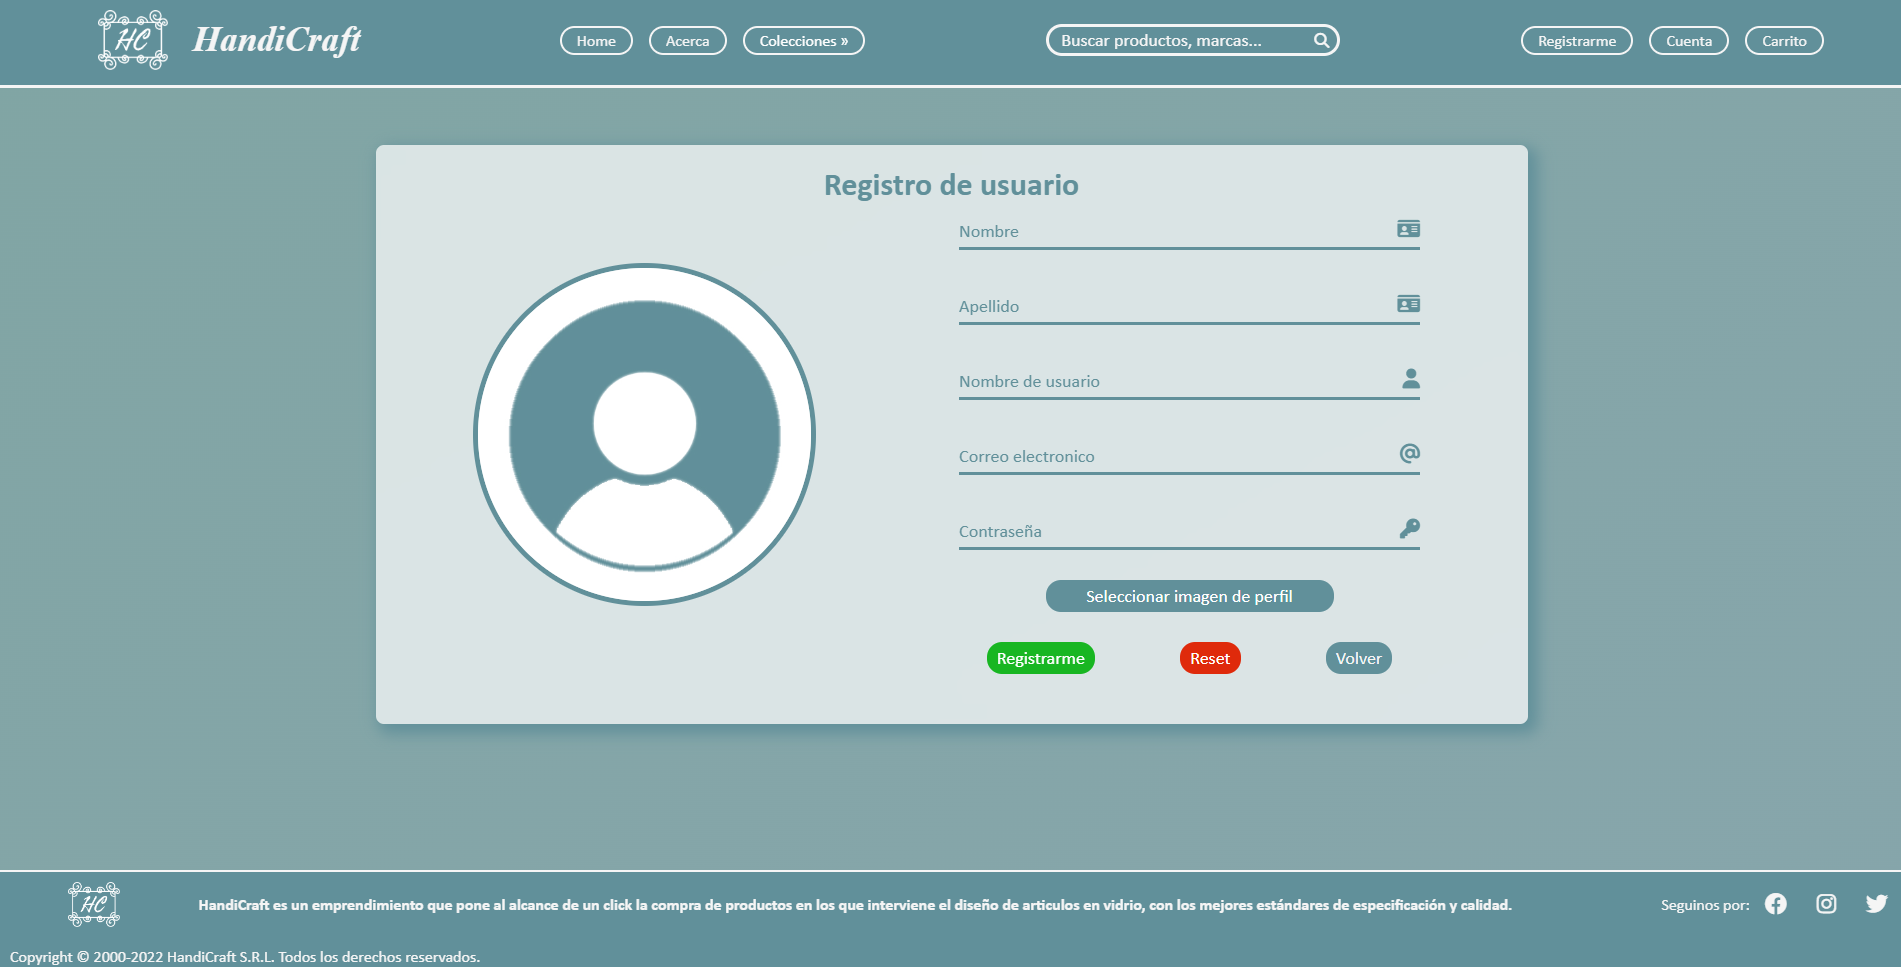 HC
HandiCraft
Home
Acerca
Colecciones »
Buscar productos, marcas...
Registrarme
Cuenta
Carrito
Registro de usuario
Nombre
Apellido
Nombre de usuario
Correo electronico
Contraseña
Seleccionar imagen de perfil
Registrarme
Reset
Volver
HC
HandiCraft es un emprendimiento que pone al alcance de un click la compra de productos en los que interviene el diseño de articulos en vidrio, con los mejores estándares de especificación y calidad.
Seguinos por:
Copyright © 2000-2022 HandiCraft S.R.L. Todos los derechos reservados.